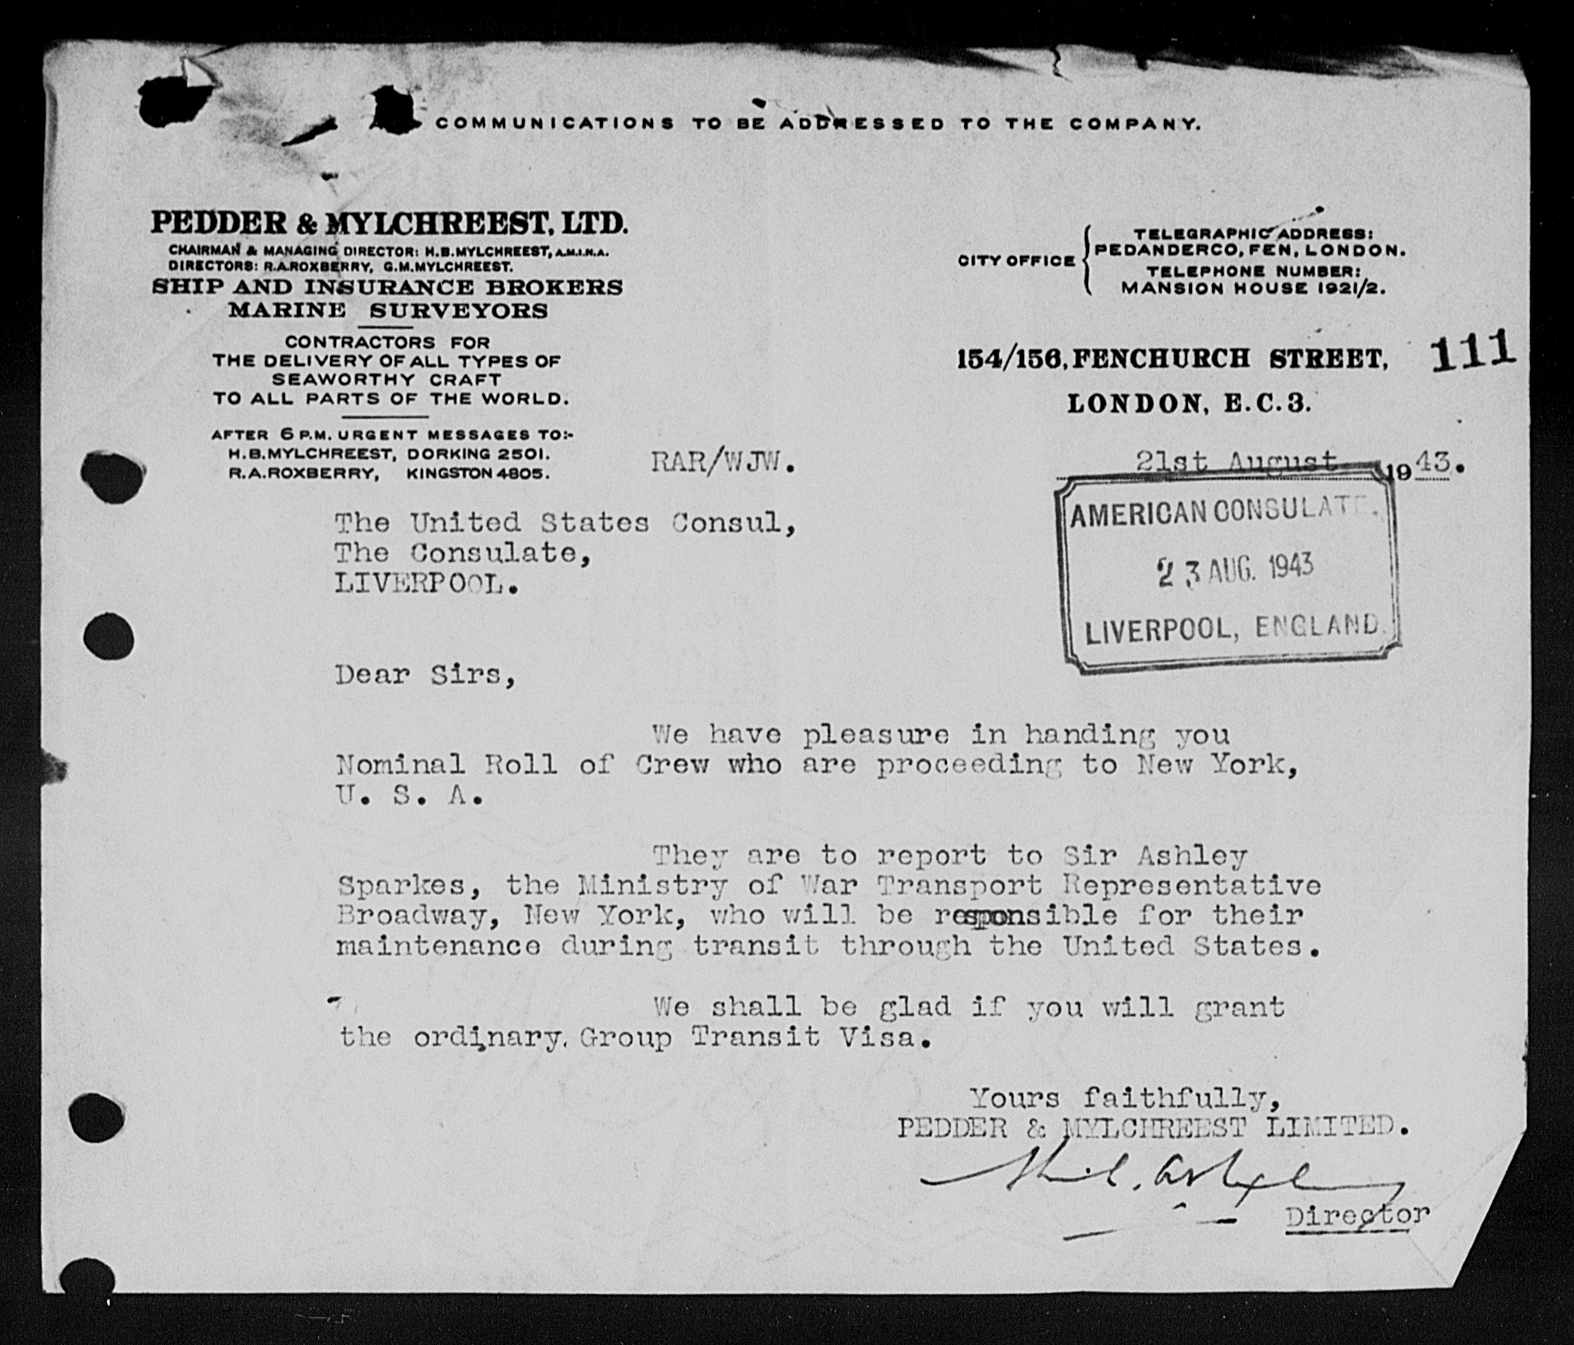 COMMUNICATIONS TO BE ADDRESSED TO THE COMPANY.
PEDDER & MYLCHREEST, LTD.
CHAIRMAN & MANAGING DIRECTOR: H.B.MYLCHREEST, A.M.I.N.A.
DIRECTORS: R.A.ROXBERRY, G.M.MYLCHREEST.
SHIP AND INSURANCE BROKERS
MARINE SURVEYORS
CONTRACTORS FOR
THE DELIVERY OF ALL TYPES OF
SEAWORTHY CRAFT
TO ALL PARTS OF THE WORLD.
AFTER 6 P.M. URGENT MESSAGES TO:-
H.B.MYLCHREEST, DORKING 2501.
R.A.ROXBERRY, KINGSTON 4805.
CITY OFFICE
TELEGRAPHIC ADDRESS:
PEDANDERCO, FEN, LONDON.
TELEPHONE NUMBER:
MANSION HOUSE 1921/2.
154/156, FENCHURCH STREET,
111
LONDON, E.C.3.
RAR/WJW.
21st August 1943.
AMERICAN CONSULATE.
23 AUG. 1943
LIVERPOOL, ENGLAND.
The United States Consul,
The Consulate,
LIVERPOOL.
Dear Sirs,
We have pleasure in handing you
Nominal Roll of Crew who are proceeding to New York,
U. S. A.
They are to report to Sir Ashley
Sparkes, the Ministry of War Transport Representative
Broadway, New York, who will be responsible for their
maintenance during transit through the United States.
We shall be glad if you will grant
the ordinary. Group Transit Visa.
Yours faithfully,
PEDDER & MYLCHREEST LIMITED.
Director